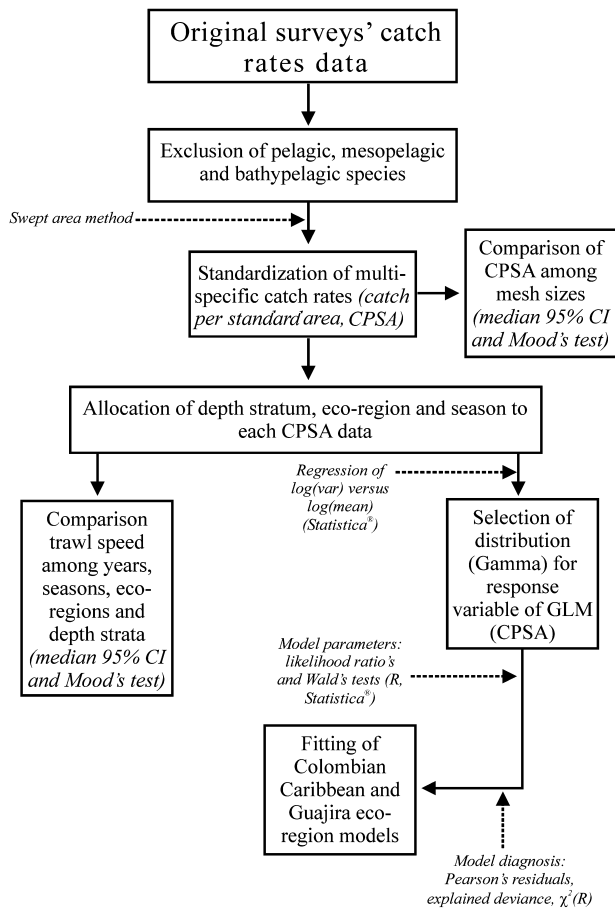 Original surveys' catch
rates data
Exclusion of pelagic, mesopelagic
and bathypelagic species
Swept area method
Standardization of multi-
specific catch rates (catch
per standard area, CPSA)
Comparison of
CPSA among
mesh sizes
(median 95% CI
and Mood's test)
Allocation of depth stratum, eco-region and season to
each CPSA data
Regression of
log(var) versus
log(mean)
(Statistica®)
Comparison
trawl speed
among years,
seasons, eco-
regions and
depth strata
(median 95% CI
and Mood's test)
Selection of
distribution
(Gamma) for
response
variable of GLM
(CPSA)
Model parameters:
likelihood ratio's
and Wald's tests (R,
Statistica®)
Fitting of
Colombian
Caribbean and
Guajira eco-
region models
Model diagnosis:
Pearson's residuals,
explained deviance, χ²(R)